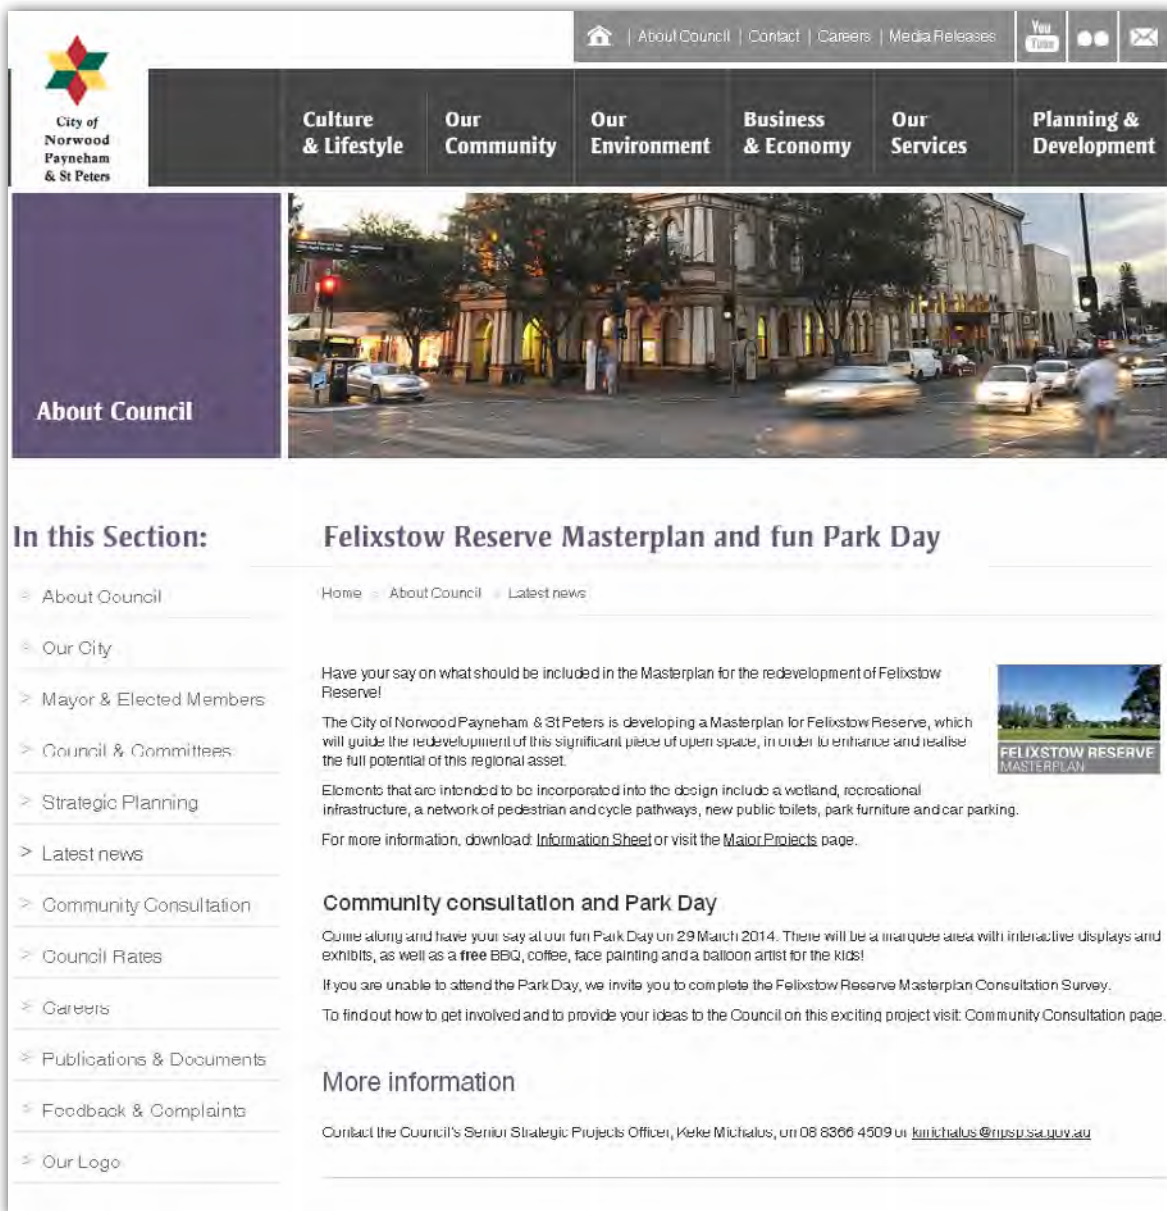 About Council | Contact | Careers | Media Releases
You
Tube
City of
Norwood
Payneham
& St Peters
Culture
& Lifestyle
Our
Community
Our
Environment
Business
& Economy
Our
Services
Planning &
Development
About Council
In this Section:
> About Council
> Our City
> Mayor & Elected Members
> Council & Committees
> Strategic Planning
> Latest news
> Community Consultation
> Council Rates
> Careers
> Publications & Documents
> Feedback & Complaints
> Our Logo
Felixstow Reserve Masterplan and fun Park Day
Home > About Council > Latest news
Have your say on what should be included in the Masterplan for the redevelopment of Felixstow
Reserve!
The City of Norwood Payneham & St Peters is developing a Masterplan for Felixstow Reserve, which
will guide the redevelopment of this significant piece of open space, in order to enhance and realise
the full potential of this regional asset.
FELIXSTOW RESERVE
MASTERPLAN
Elements that are intended to be incorporated into the design include a wetland, recreational
infrastructure, a network of pedestrian and cycle pathways, new public toilets, park furniture and car parking.
For more information, download: Information Sheet or visit the Major Projects page.
Community consultation and Park Day
Come along and have your say at our fun Park Day on 29 March 2014. There will be a marquee area with interactive displays and
exhibits, as well as a free BBQ, coffee, face painting and a balloon artist for the kids!
If you are unable to attend the Park Day, we invite you to complete the Felixstow Reserve Masterplan Consultation Survey.
To find out how to get involved and to provide your ideas to the Council on this exciting project visit: Community Consultation page.
More information
Contact the Council's Senior Strategic Projects Officer, Keke Michalos, on 08 8366 4509 or kmichalos@npsp.sa.gov.au